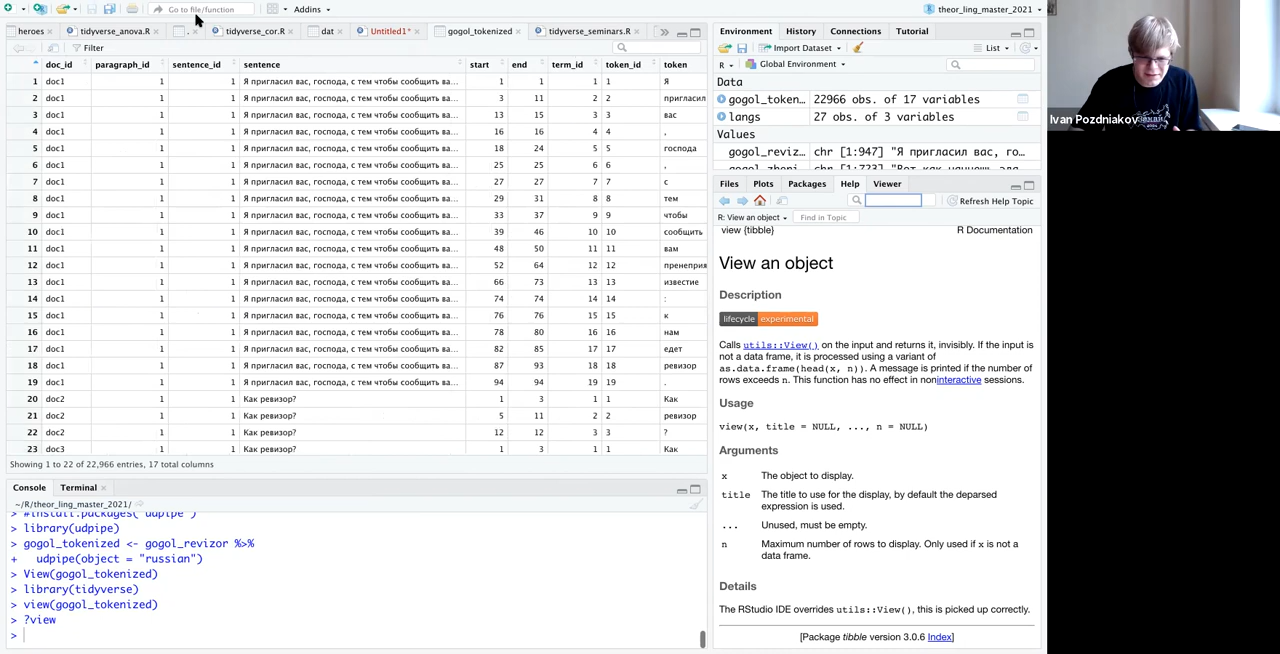 Go to file/function
Addins
theor_ling_master_2021
heroes
tidyverse_anova.R
tidyverse_cor.R
dat
Untitled1*
gogol_tokenized
tidyverse_seminars.R
Filter
doc_id paragraph_id sentence_id sentence start end term_id token_id token
1 doc1 1 1 Я пригласил вас, господа, с тем чтобы сообщить ва... 1 1 1 1 Я
2 doc1 1 1 Я пригласил вас, господа, с тем чтобы сообщить ва... 3 11 2 2 пригласил
3 doc1 1 1 Я пригласил вас, господа, с тем чтобы сообщить ва... 13 15 3 3 вас
4 doc1 1 1 Я пригласил вас, господа, с тем чтобы сообщить ва... 16 16 4 4 ,
5 doc1 1 1 Я пригласил вас, господа, с тем чтобы сообщить ва... 18 24 5 5 господа
6 doc1 1 1 Я пригласил вас, господа, с тем чтобы сообщить ва... 25 25 6 6 ,
7 doc1 1 1 Я пригласил вас, господа, с тем чтобы сообщить ва... 27 27 7 7 с
8 doc1 1 1 Я пригласил вас, господа, с тем чтобы сообщить ва... 29 31 8 8 тем
9 doc1 1 1 Я пригласил вас, господа, с тем чтобы сообщить ва... 33 37 9 9 чтобы
10 doc1 1 1 Я пригласил вас, господа, с тем чтобы сообщить ва... 39 46 10 10 сообщить
11 doc1 1 1 Я пригласил вас, господа, с тем чтобы сообщить ва... 48 50 11 11 вам
12 doc1 1 1 Я пригласил вас, господа, с тем чтобы сообщить ва... 52 64 12 12 пренеприя
13 doc1 1 1 Я пригласил вас, господа, с тем чтобы сообщить ва... 66 73 13 13 известие
14 doc1 1 1 Я пригласил вас, господа, с тем чтобы сообщить ва... 74 74 14 14 :
15 doc1 1 1 Я пригласил вас, господа, с тем чтобы сообщить ва... 76 76 15 15 к
16 doc1 1 1 Я пригласил вас, господа, с тем чтобы сообщить ва... 78 80 16 16 нам
17 doc1 1 1 Я пригласил вас, господа, с тем чтобы сообщить ва... 82 85 17 17 едет
18 doc1 1 1 Я пригласил вас, господа, с тем чтобы сообщить ва... 87 93 18 18 ревизор
19 doc1 1 1 Я пригласил вас, господа, с тем чтобы сообщить ва... 94 94 19 19 .
20 doc2 1 1 Как ревизор? 1 3 1 1 Как
21 doc2 1 1 Как ревизор? 5 11 2 2 ревизор
22 doc2 1 1 Как ревизор? 12 12 3 3 ?
23 doc3 1 1 Как ревизор? 1 3 1 1 Как
Showing 1 to 22 of 22,966 entries, 17 total columns
Console Terminal
~/R/theor_ling_master_2021/
> #install.packages("udpipe")
> library(udpipe)
> gogol_tokenized <- gogol_revizor %>%
+ udpipe(object = "russian")
> View(gogol_tokenized)
> library(tidyverse)
> view(gogol_tokenized)
> ?view
>
Environment History Connections Tutorial
Import Dataset List
R Global Environment
Data
gogol_token... 22966 obs. of 17 variables
langs 27 obs. of 3 variables
Values
gogol_reviz... chr [1:947] "Я пригласил вас, го...
Files Plots Packages Help Viewer
Refresh Help Topic
R: View an object Find in Topic
view {tibble} R Documentation
View an object
Description
lifecycle experimental
Calls utils::View() on the input and returns it, invisibly. If the input is
not a data frame, it is processed using a variant of
as.data.frame(head(x, n)). A message is printed if the number of
rows exceeds n. This function has no effect in noninteractive sessions.
Usage
view(x, title = NULL, ..., n = NULL)
Arguments
x The object to display.
title The title to use for the display, by default the deparsed
expression is used.
... Unused, must be empty.
n Maximum number of rows to display. Only used if x is not a
data frame.
Details
The RStudio IDE overrides utils::View(), this is picked up correctly.
[Package tibble version 3.0.6 Index]
Ivan Pozdniakov